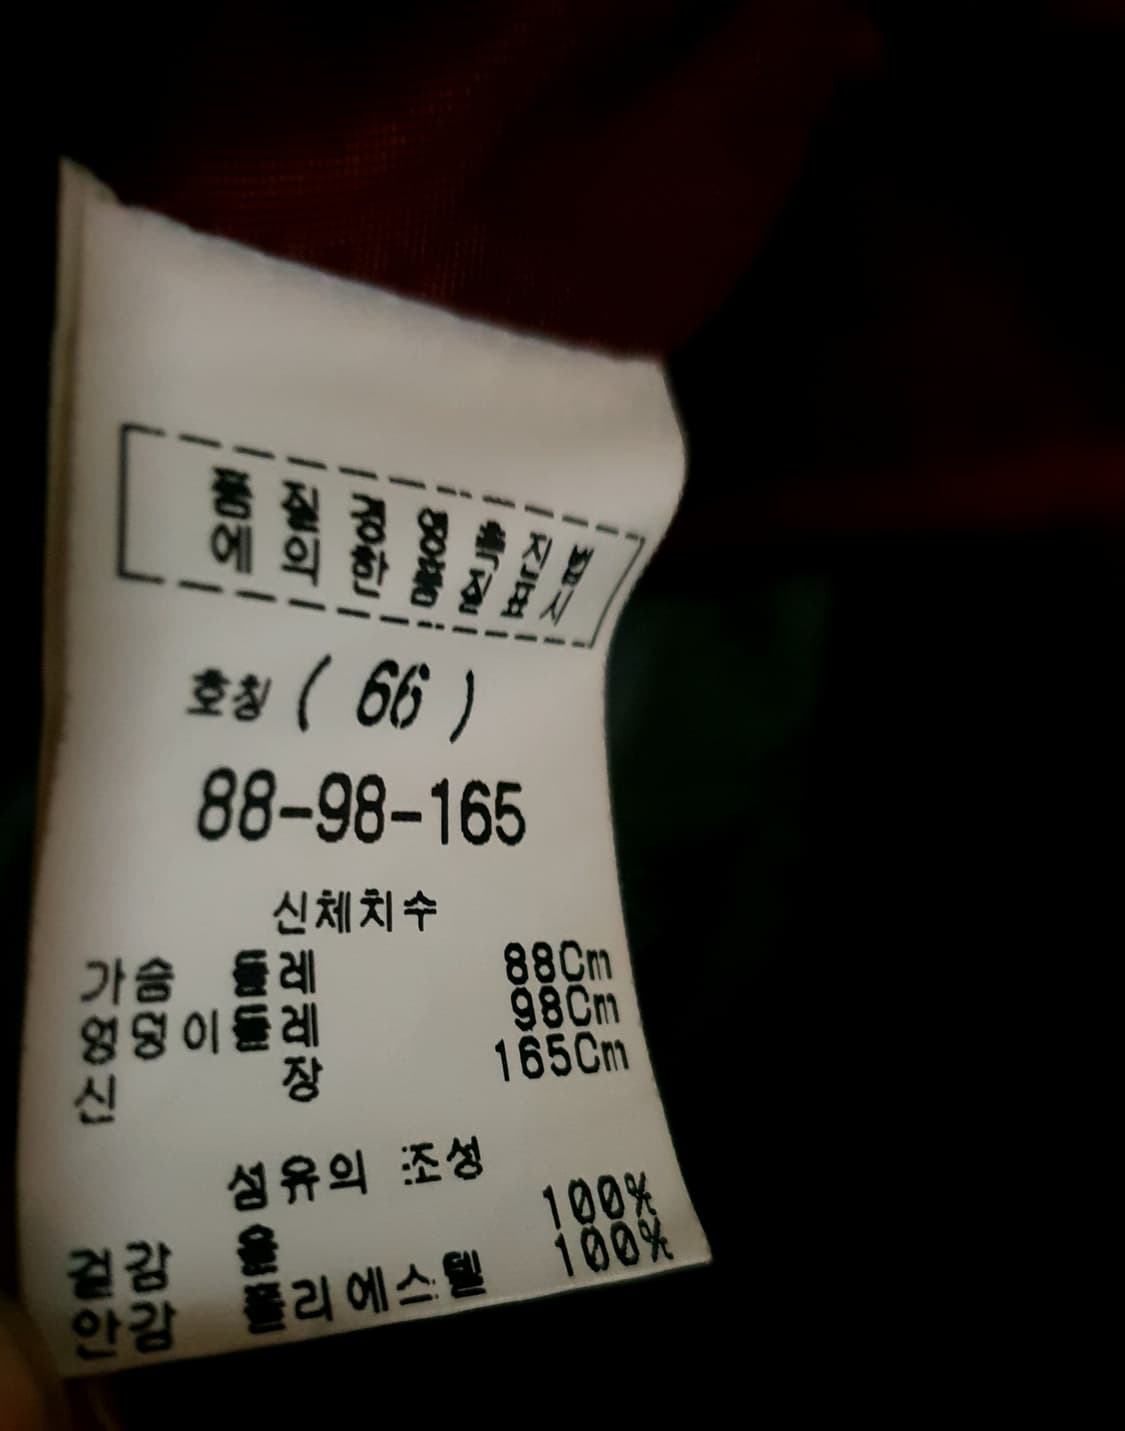 품 질 경 영 촉 진 법
에 의 한 품 질 표 시
호칭 ( 66 )
88-98-165
신체치수
가슴 둘레 88Cm
엉덩이둘레 98Cm
신 장 165Cm
섬유의 조성
겉감 울 100%
안감 폴리에스텔 100%